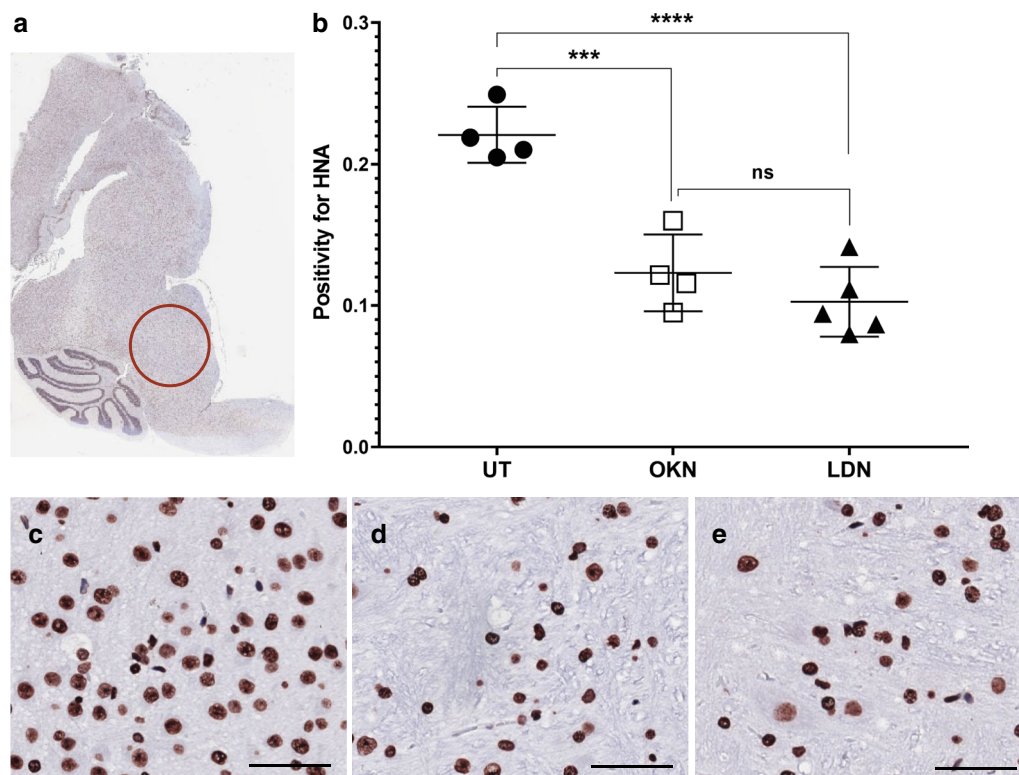 a
b
0.3
0.2
0.1
0.0
Positivity for HNA
****
***
ns
UT OKN LDN
c d e